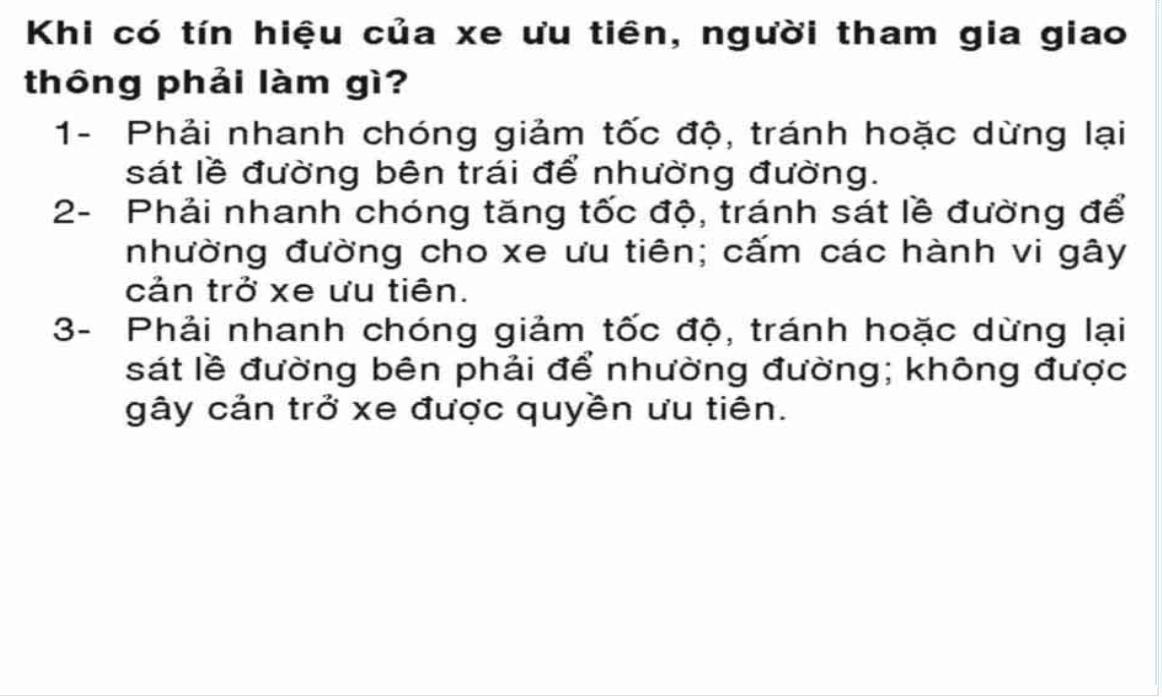 Khi có tín hiệu của xe ưu tiên, người tham gia giao
thông phải làm gì?
1- Phải nhanh chóng giảm tốc độ, tránh hoặc dừng lại
sát lề đường bên trái để nhường đường.
2- Phải nhanh chóng tăng tốc độ, tránh sát lề đường để
nhường đường cho xe ưu tiên; cấm các hành vi gây
cản trở xe ưu tiên.
3- Phải nhanh chóng giảm tốc độ, tránh hoặc dừng lại
sát lề đường bên phải để nhường đường; không được
gây cản trở xe được quyền ưu tiên.